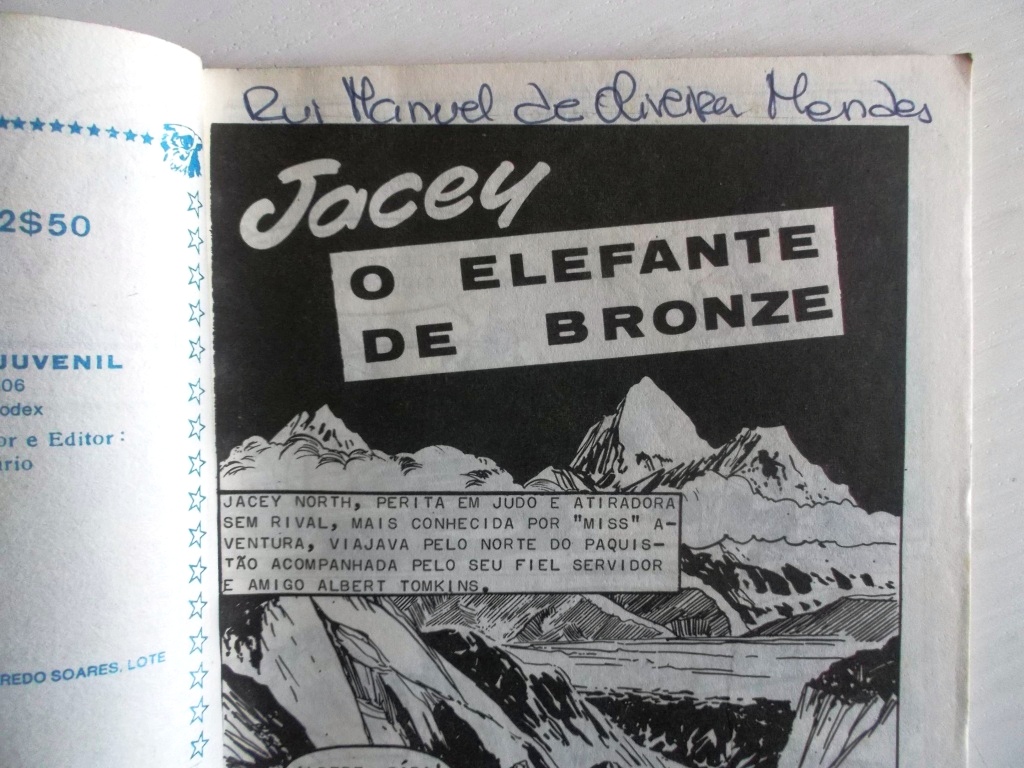 2$50
JUVENIL
06
odex
or e Editor:
REDO SOARES, LOTE
Rui Manuel de Oliveira Mendes
Jacey
O ELEFANTE
DE BRONZE
JACEY NORTH, PERITA EM JUDO E ATIRADORA
SEM RIVAL, MAIS CONHECIDA POR "MISS" A-
VENTURA, VIAJAVA PELO NORTE DO PAQUIS-
TÃO ACOMPANHADA PELO SEU FIEL SERVIDOR
E AMIGO ALBERT TOMKINS.